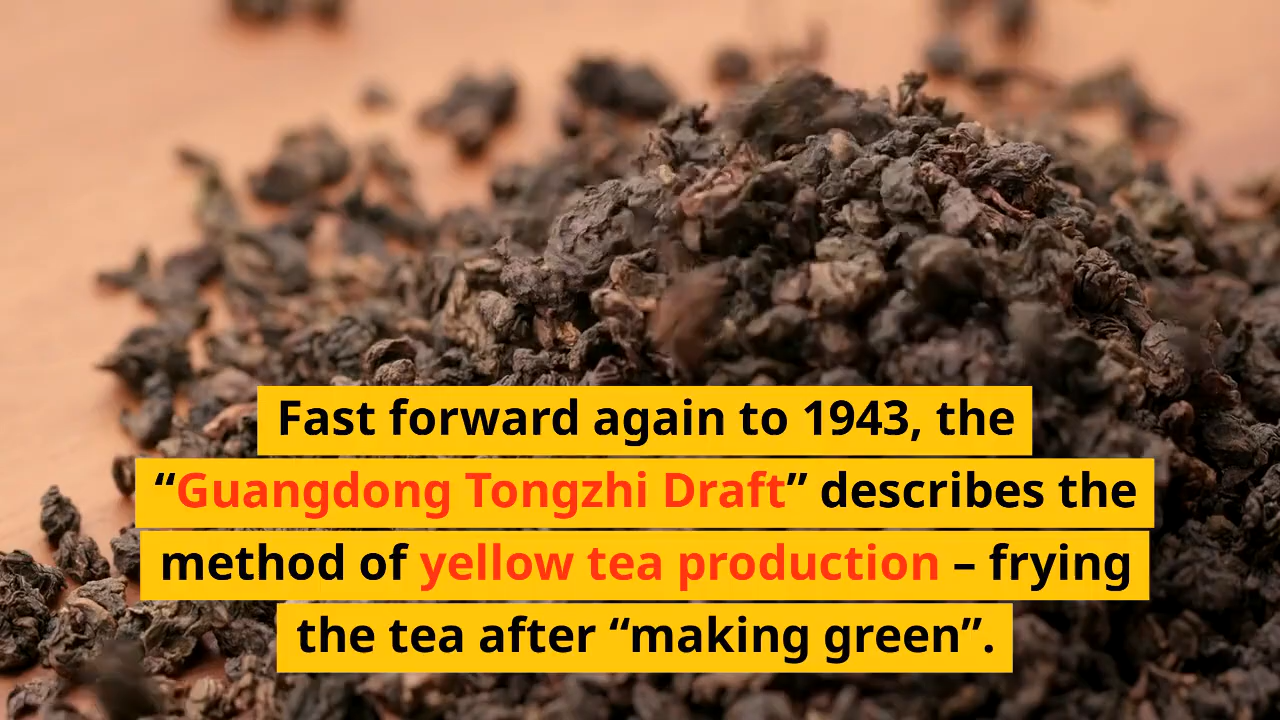 Fast forward again to 1943, the
“Guangdong Tongzhi Draft” describes the
method of yellow tea production – frying
the tea after “making green”.